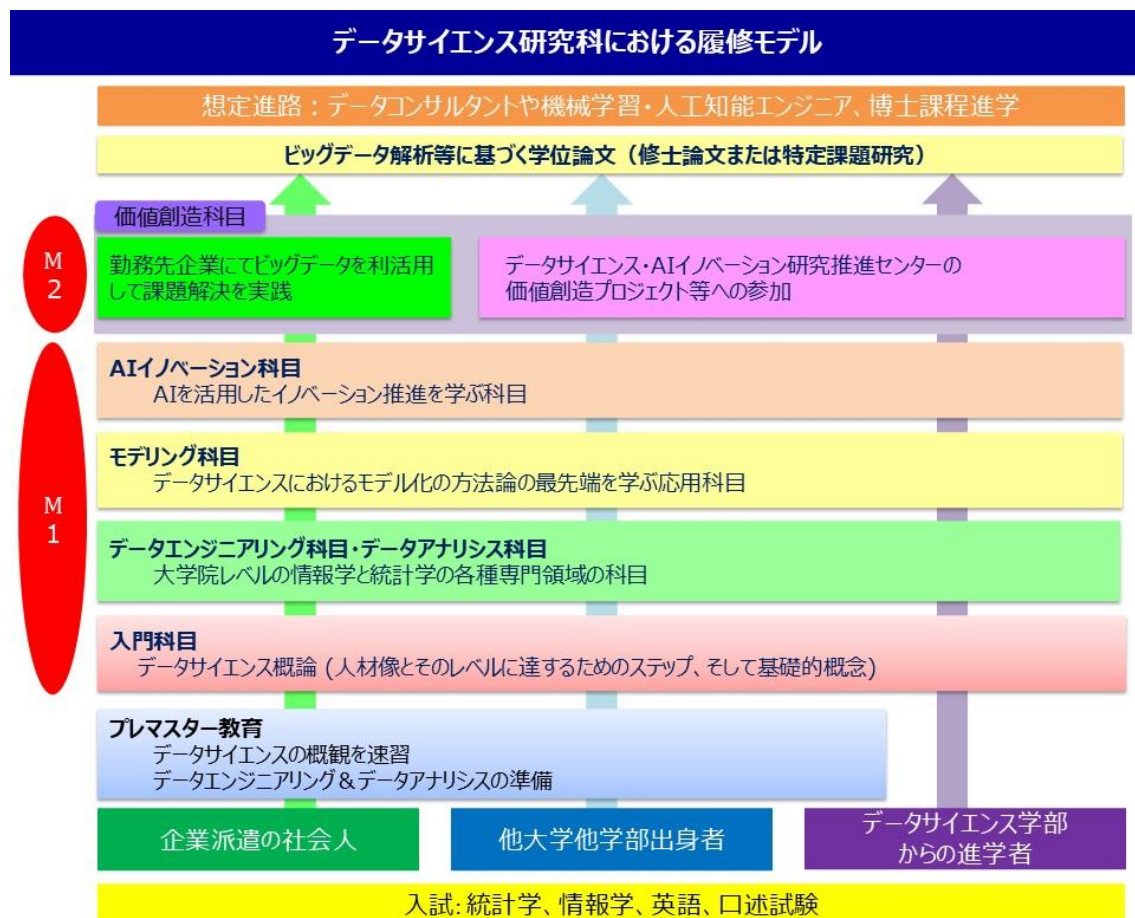 データサイエンス研究科における履修モデル
想定進路：データコンサルタントや機械学習・人工知能エンジニア、博士課程進学
ビッグデータ解析等に基づく学位論文（修士論文または特定課題研究）
価値創造科目
M
2
勤務先企業にてビッグデータを利活用
して課題解決を実践
データサイエンス・AIイノベーション研究推進センターの
価値創造プロジェクト等への参加
M
1
AIイノベーション科目
AIを活用したイノベーション推進を学ぶ科目
モデリング科目
データサイエンスにおけるモデル化の方法論の最先端を学ぶ応用科目
データエンジニアリング科目・データアナリシス科目
大学院レベルの情報学と統計学の各種専門領域の科目
入門科目
データサイエンス概論 (人材像とそのレベルに達するためのステップ、そして基礎的概念)
プレマスター教育
データサイエンスの概観を速習
データエンジニアリング＆データアナリシスの準備
企業派遣の社会人
他大学他学部出身者
データサイエンス学部
からの進学者
入試: 統計学、情報学、英語、口述試験